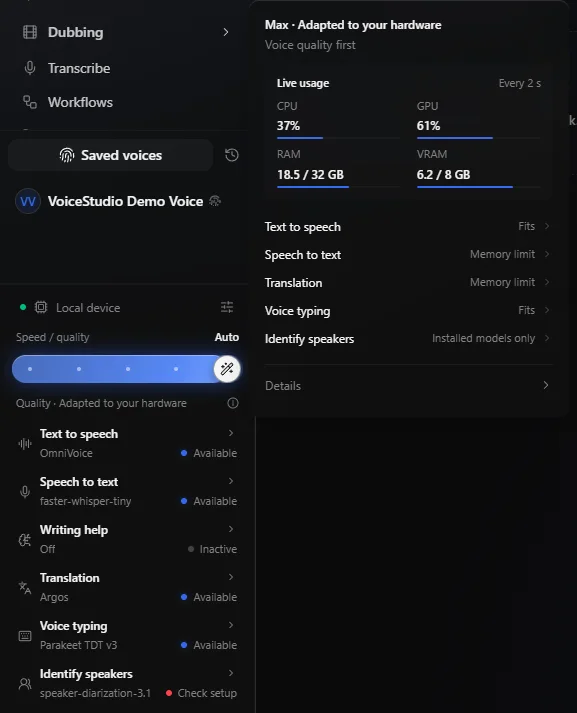 Dubbing
Transcribe
Workflows
Saved voices
VV VoiceStudio Demo Voice
Local device
Speed / quality Auto
Quality · Adapted to your hardware
Text to speech
OmniVoice Available
Speech to text
faster-whisper-tiny Available
Writing help
Off Inactive
Translation
Argos Available
Voice typing
Parakeet TDT v3 Available
Identify speakers
speaker-diarization-3.1 Check setup
Max · Adapted to your hardware
Voice quality first
Live usage Every 2 s
CPU GPU
37% 61%
RAM VRAM
18.5 / 32 GB 6.2 / 8 GB
Text to speech Fits
Speech to text Memory limit
Translation Memory limit
Voice typing Fits
Identify speakers Installed models only
Details